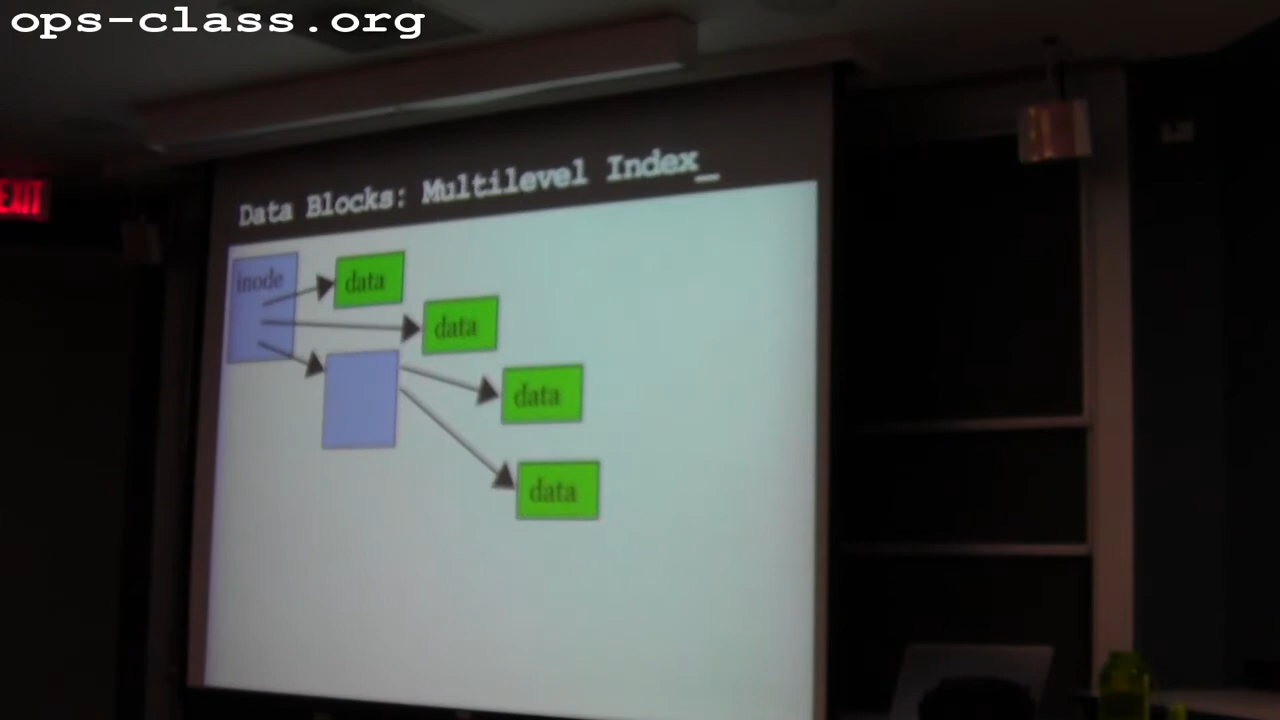 ops-class.org
EXIT
Data Blocks: Multilevel Index_
inode
data
data
data
data